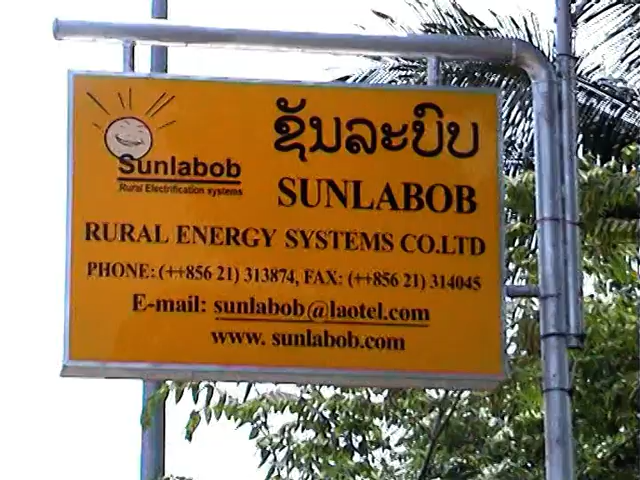 Sunlabob
Rural Electrification systems
ຊັນລະບົບ
SUNLABOB
RURAL ENERGY SYSTEMS CO.LTD
PHONE: (++856 21) 313874, FAX: (++856 21) 314045
E-mail: sunlabob@laotel.com
www. sunlabob.com